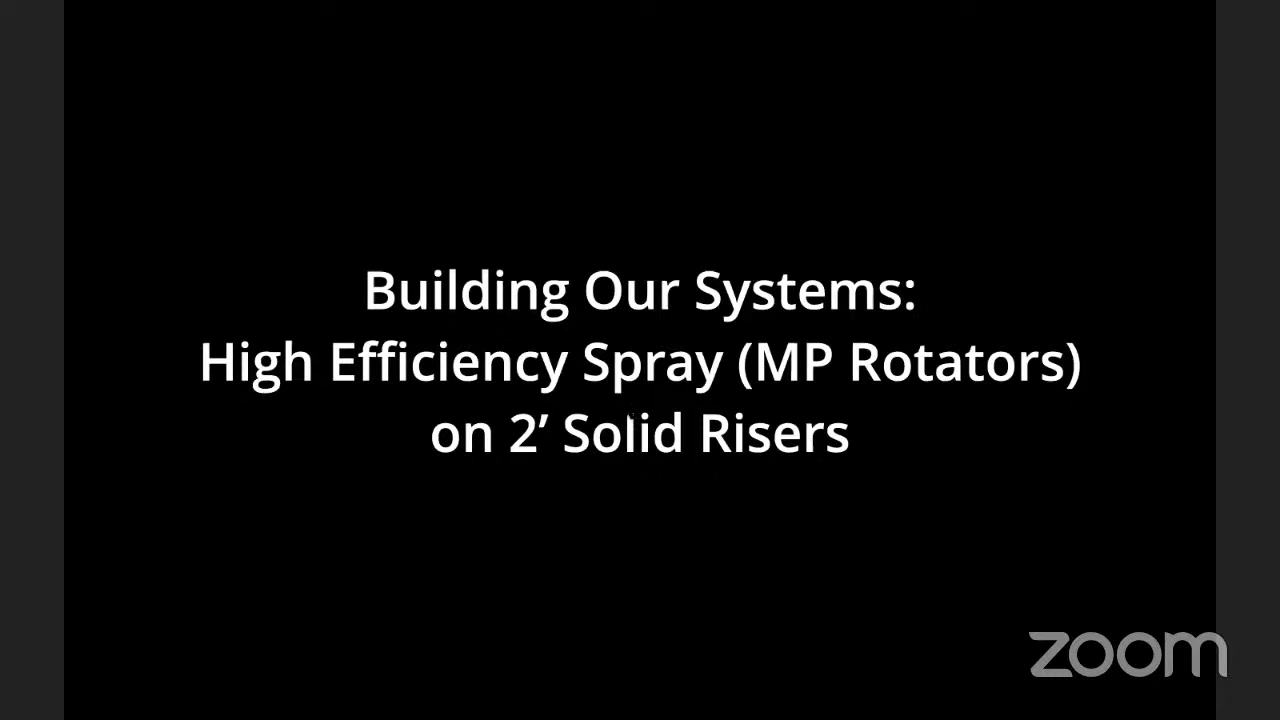 Building Our Systems:
High Efficiency Spray (MP Rotators)
on 2’ Solid Risers
zoom